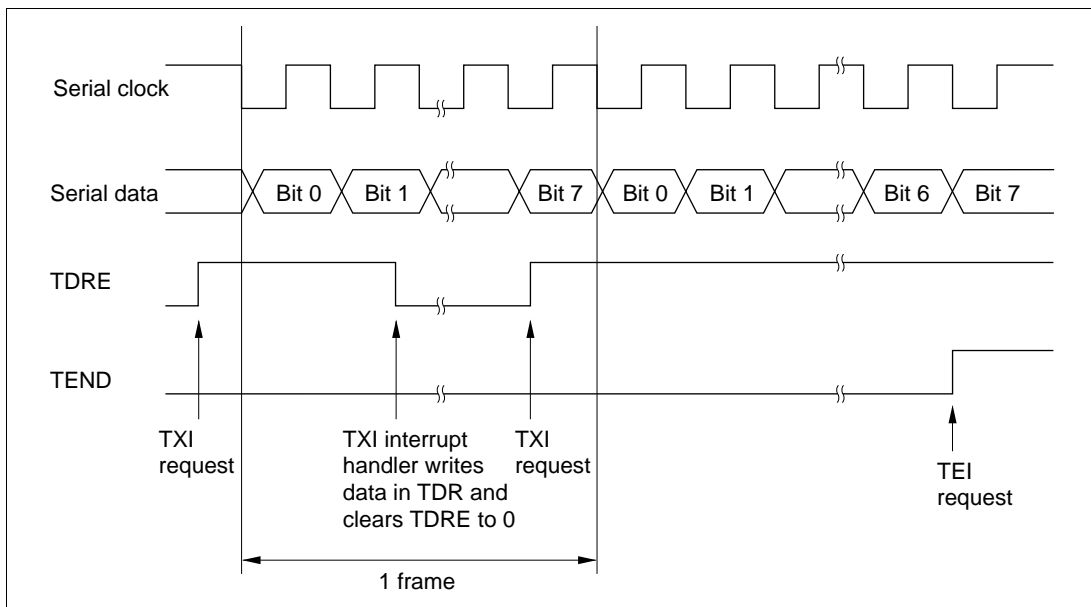 Serial clock
Serial data
Bit 0
Bit 1
Bit 7
Bit 0
Bit 1
Bit 6
Bit 7
TDRE
TEND
TXI
request
TXI interrupt
handler writes
data in TDR and
clears TDRE to 0
TXI
request
TEI
request
1 frame